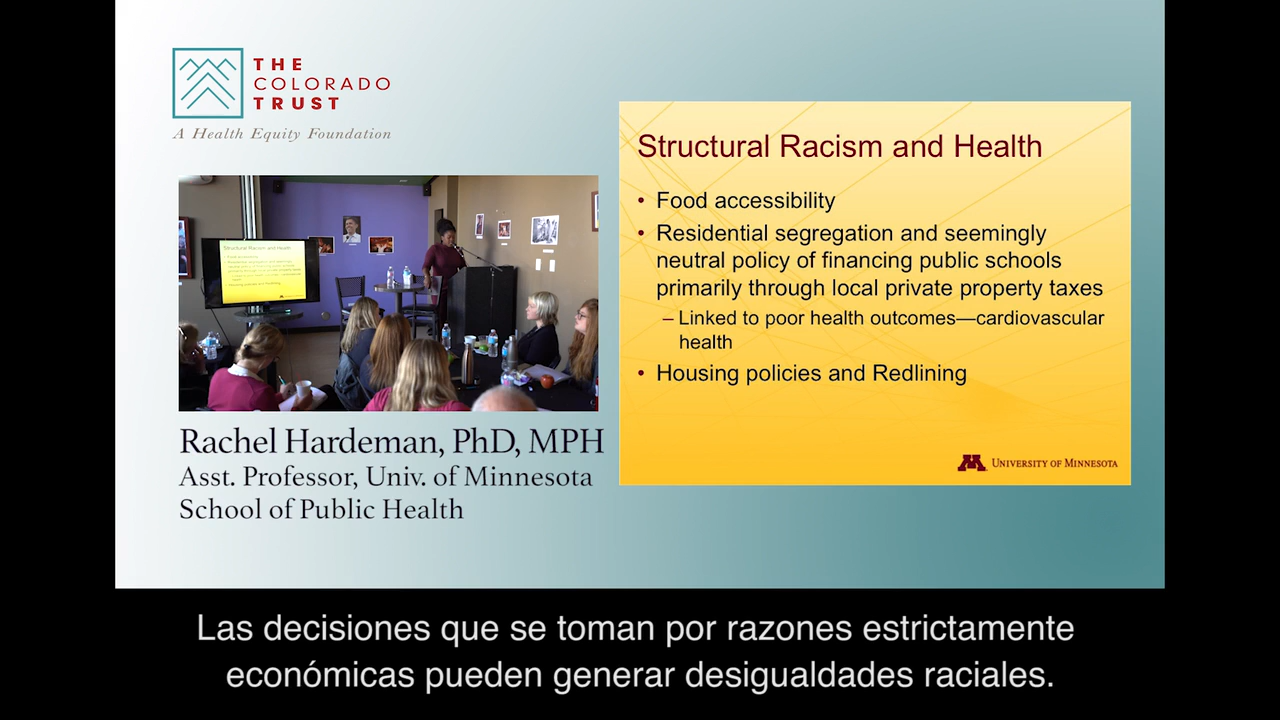 THE
COLORADO
TRUST
A Health Equity Foundation
Structural Racism and Health
• Food accessibility
• Residential segregation and seemingly
neutral policy of financing public schools
primarily through local private property taxes
– Linked to poor health outcomes—cardiovascular
health
• Housing policies and Redlining
M UNIVERSITY OF MINNESOTA
Rachel Hardeman, PhD, MPH
Asst. Professor, Univ. of Minnesota
School of Public Health
Las decisiones que se toman por razones estrictamente
económicas pueden generar desigualdades raciales.